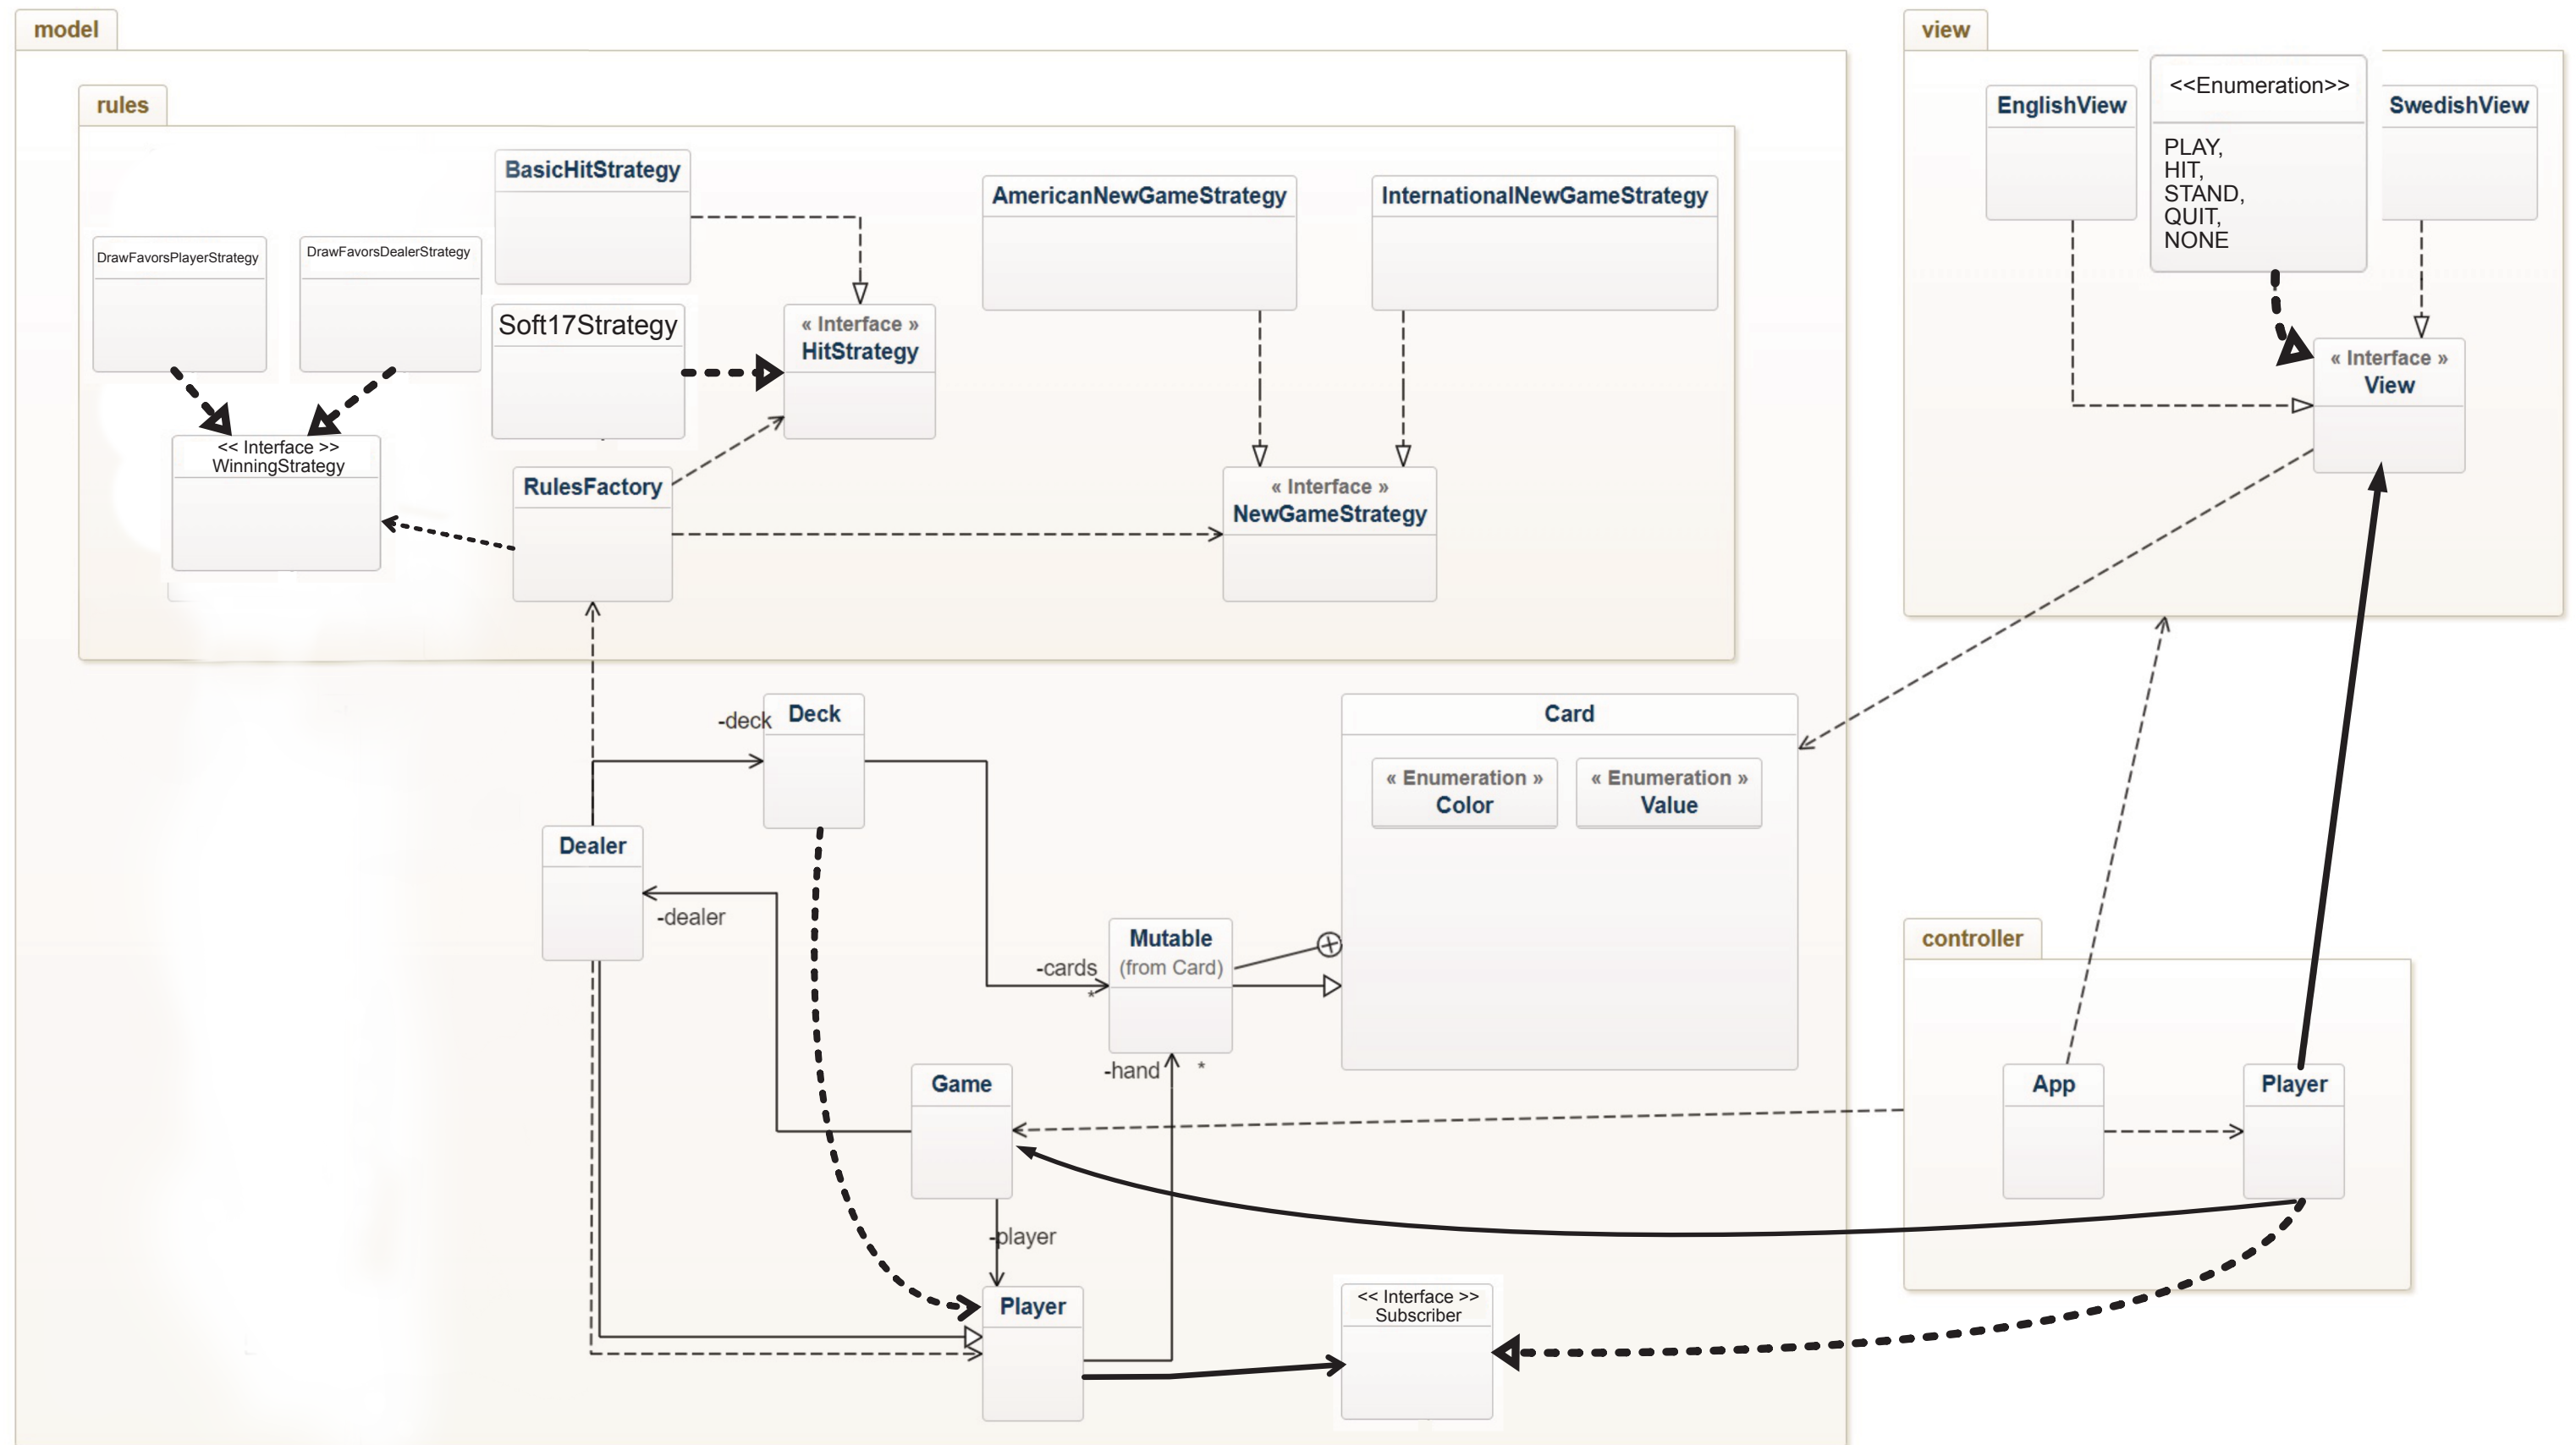 model
view
rules
EnglishView
<<Enumeration>>
PLAY,
HIT,
STAND,
QUIT,
NONE
SwedishView
BasicHitStrategy
AmericanNewGameStrategy
InternationalNewGameStrategy
DrawFavorsPlayerStrategy
DrawFavorsDealerStrategy
Soft17Strategy
« Interface »
HitStrategy
« Interface »
View
<< Interface >>
WinningStrategy
RulesFactory
« Interface »
NewGameStrategy
-deck
Deck
Card
« Enumeration »
Color
« Enumeration »
Value
Dealer
-dealer
Mutable
(from Card)
-cards
*
controller
-hand
*
Game
App
Player
-player
Player
<< Interface >>
Subscriber